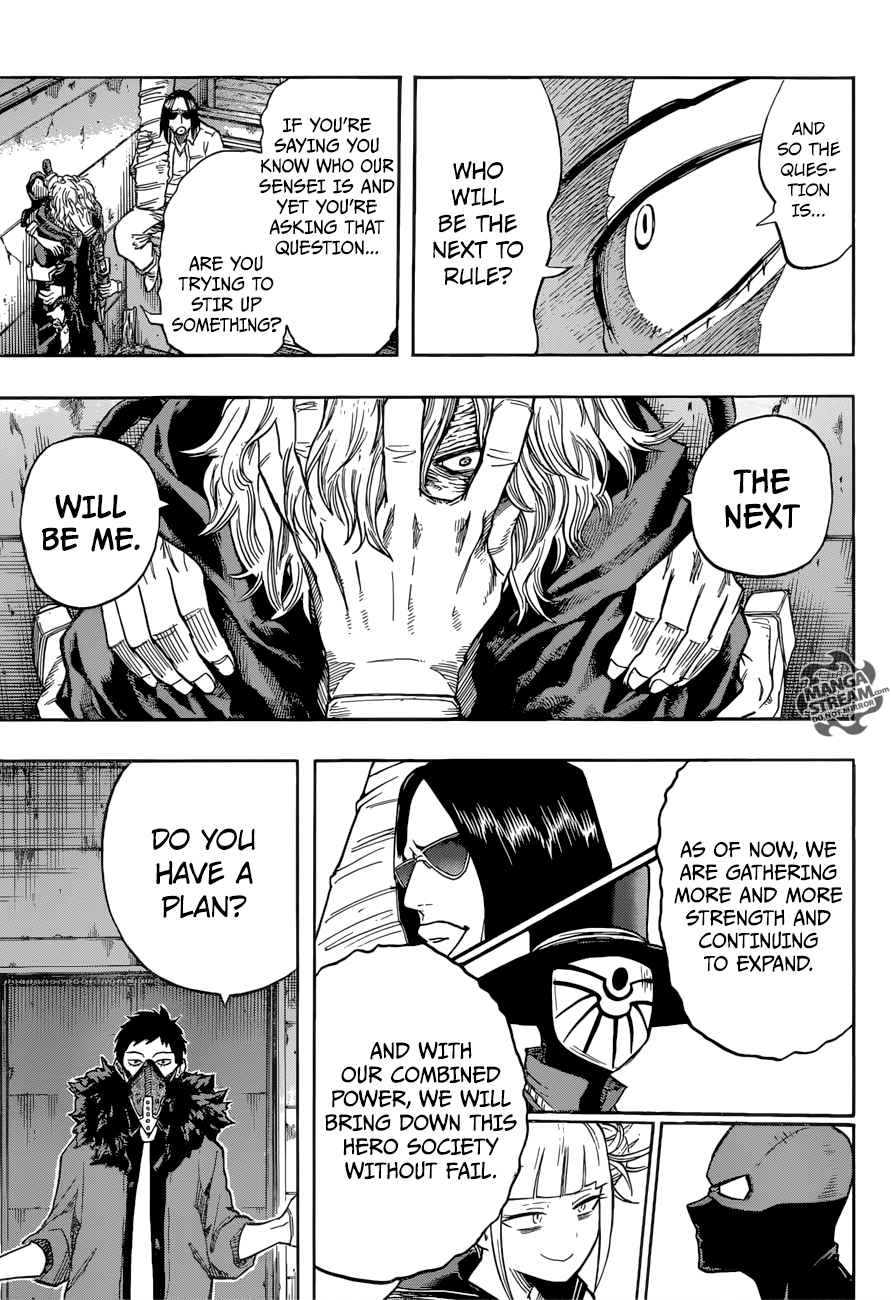 AND
SO THE
QUES-
TION
IS...
WHO
WILL
BE THE
NEXT TO
RULE?
IF YOU'RE
SAYING YOU
KNOW WHO OUR
SENSEI IS AND
YET YOU'RE
ASKING THAT
QUESTION...
ARE YOU
TRYING TO
STIR UP
SOMETHING?
THE
NEXT
WILL
BE ME.
MANGA
STREAM.com
DO NOT MIRROR
AS OF NOW, WE
ARE GATHERING
MORE AND MORE
STRENGTH AND
CONTINUING
TO EXPAND.
AND WITH
OUR COMBINED
POWER, WE WILL
BRING DOWN THIS
HERO SOCIETY
WITHOUT FAIL.
DO YOU
HAVE A
PLAN?